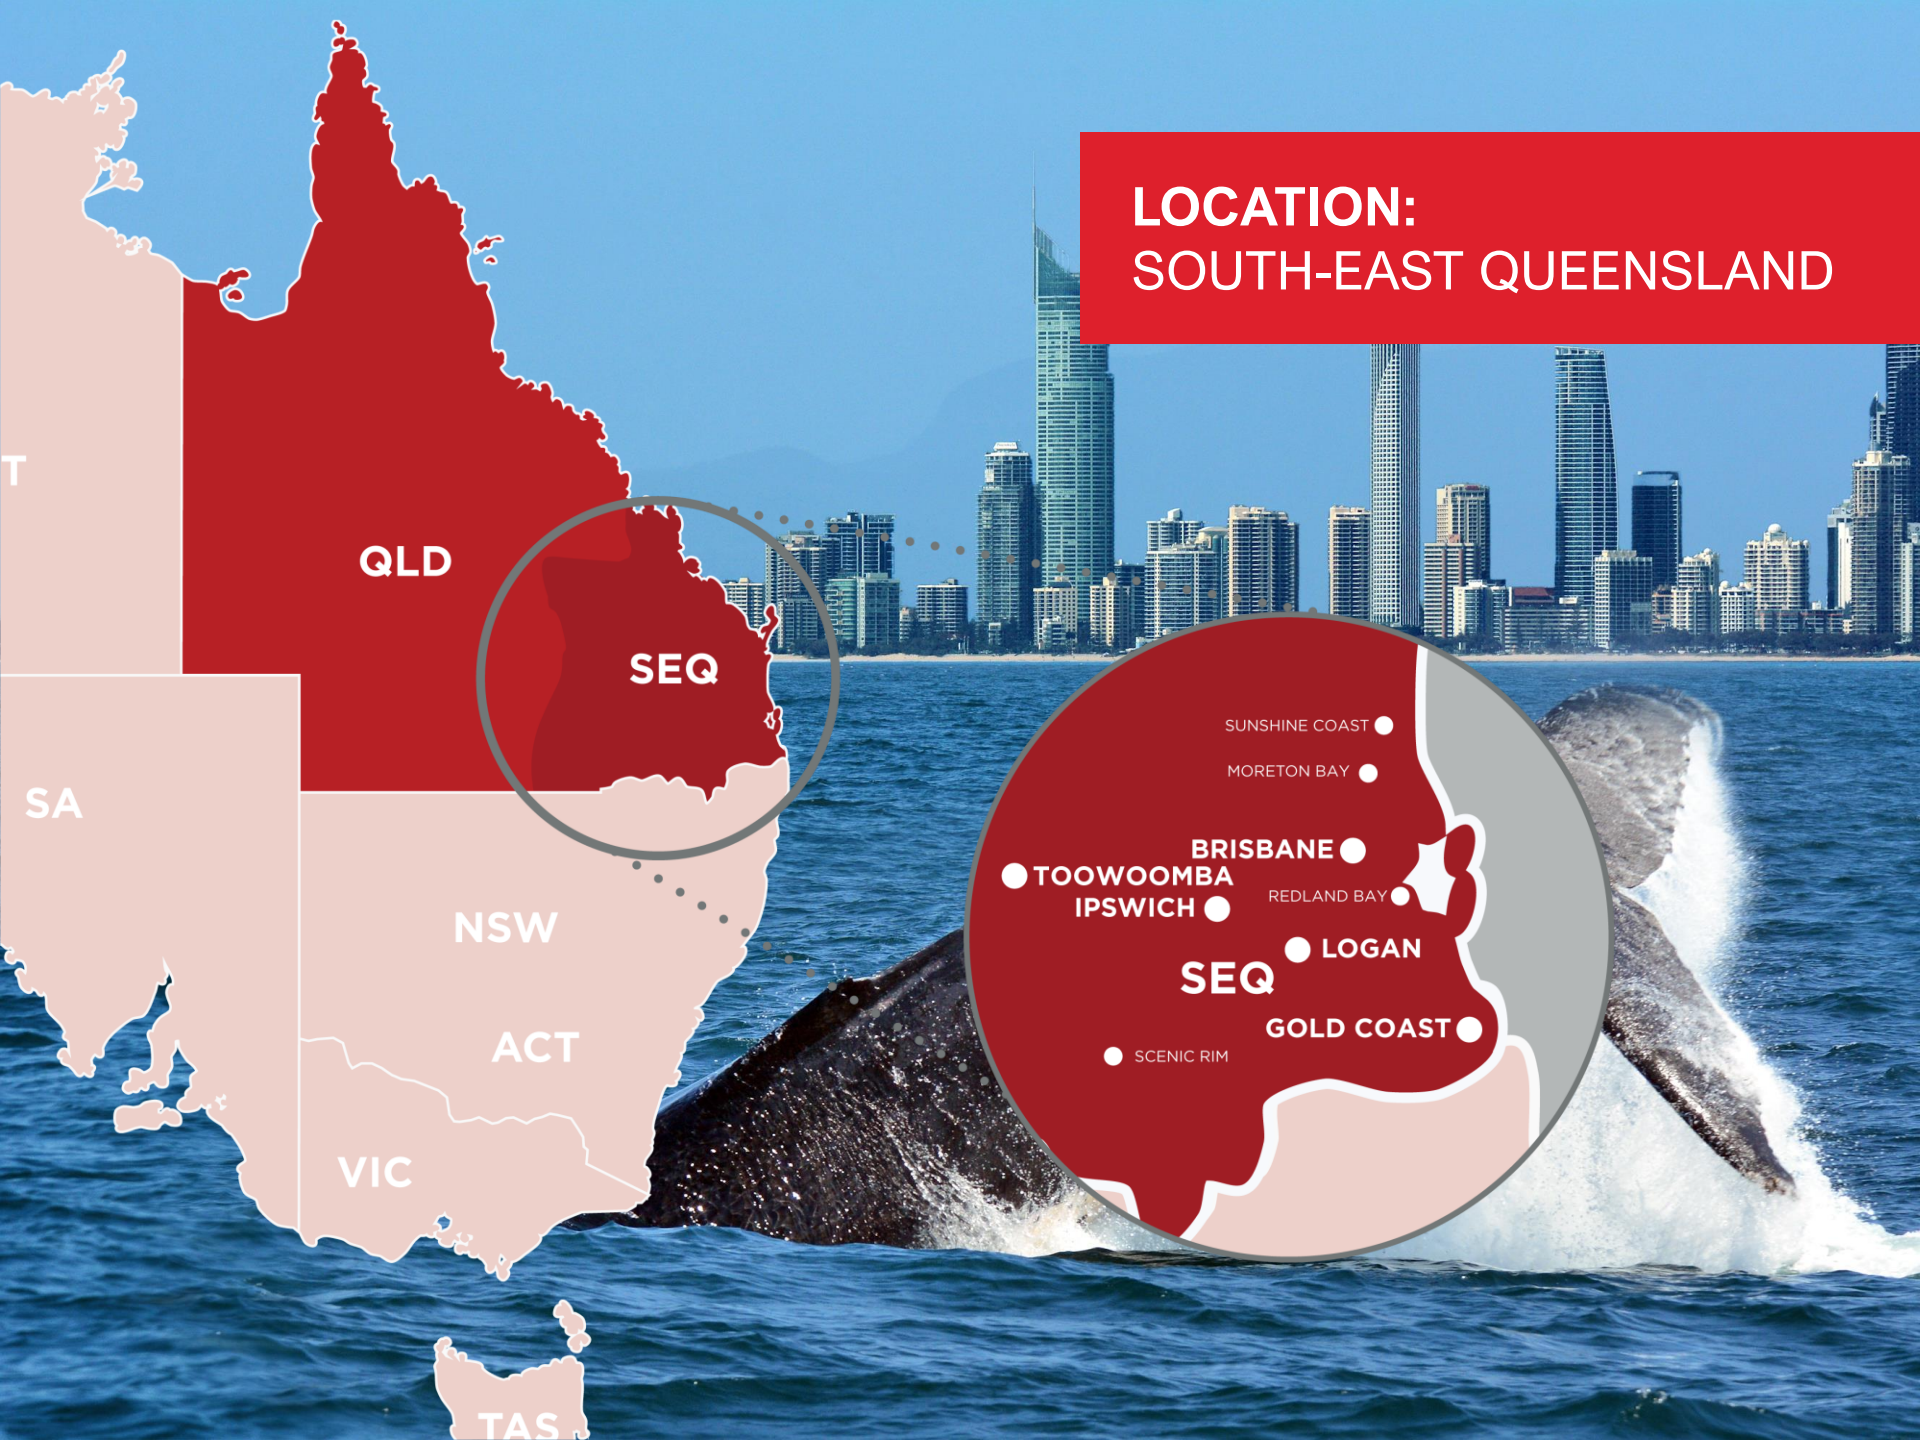 LOCATION:
SOUTH-EAST QUEENSLAND
T
QLD
SEQ
SA
NSW
ACT
VIC
TAS
SUNSHINE COAST
MORETON BAY
BRISBANE
TOOWOOMBA
IPSWICH
REDLAND BAY
LOGAN
SEQ
GOLD COAST
SCENIC RIM